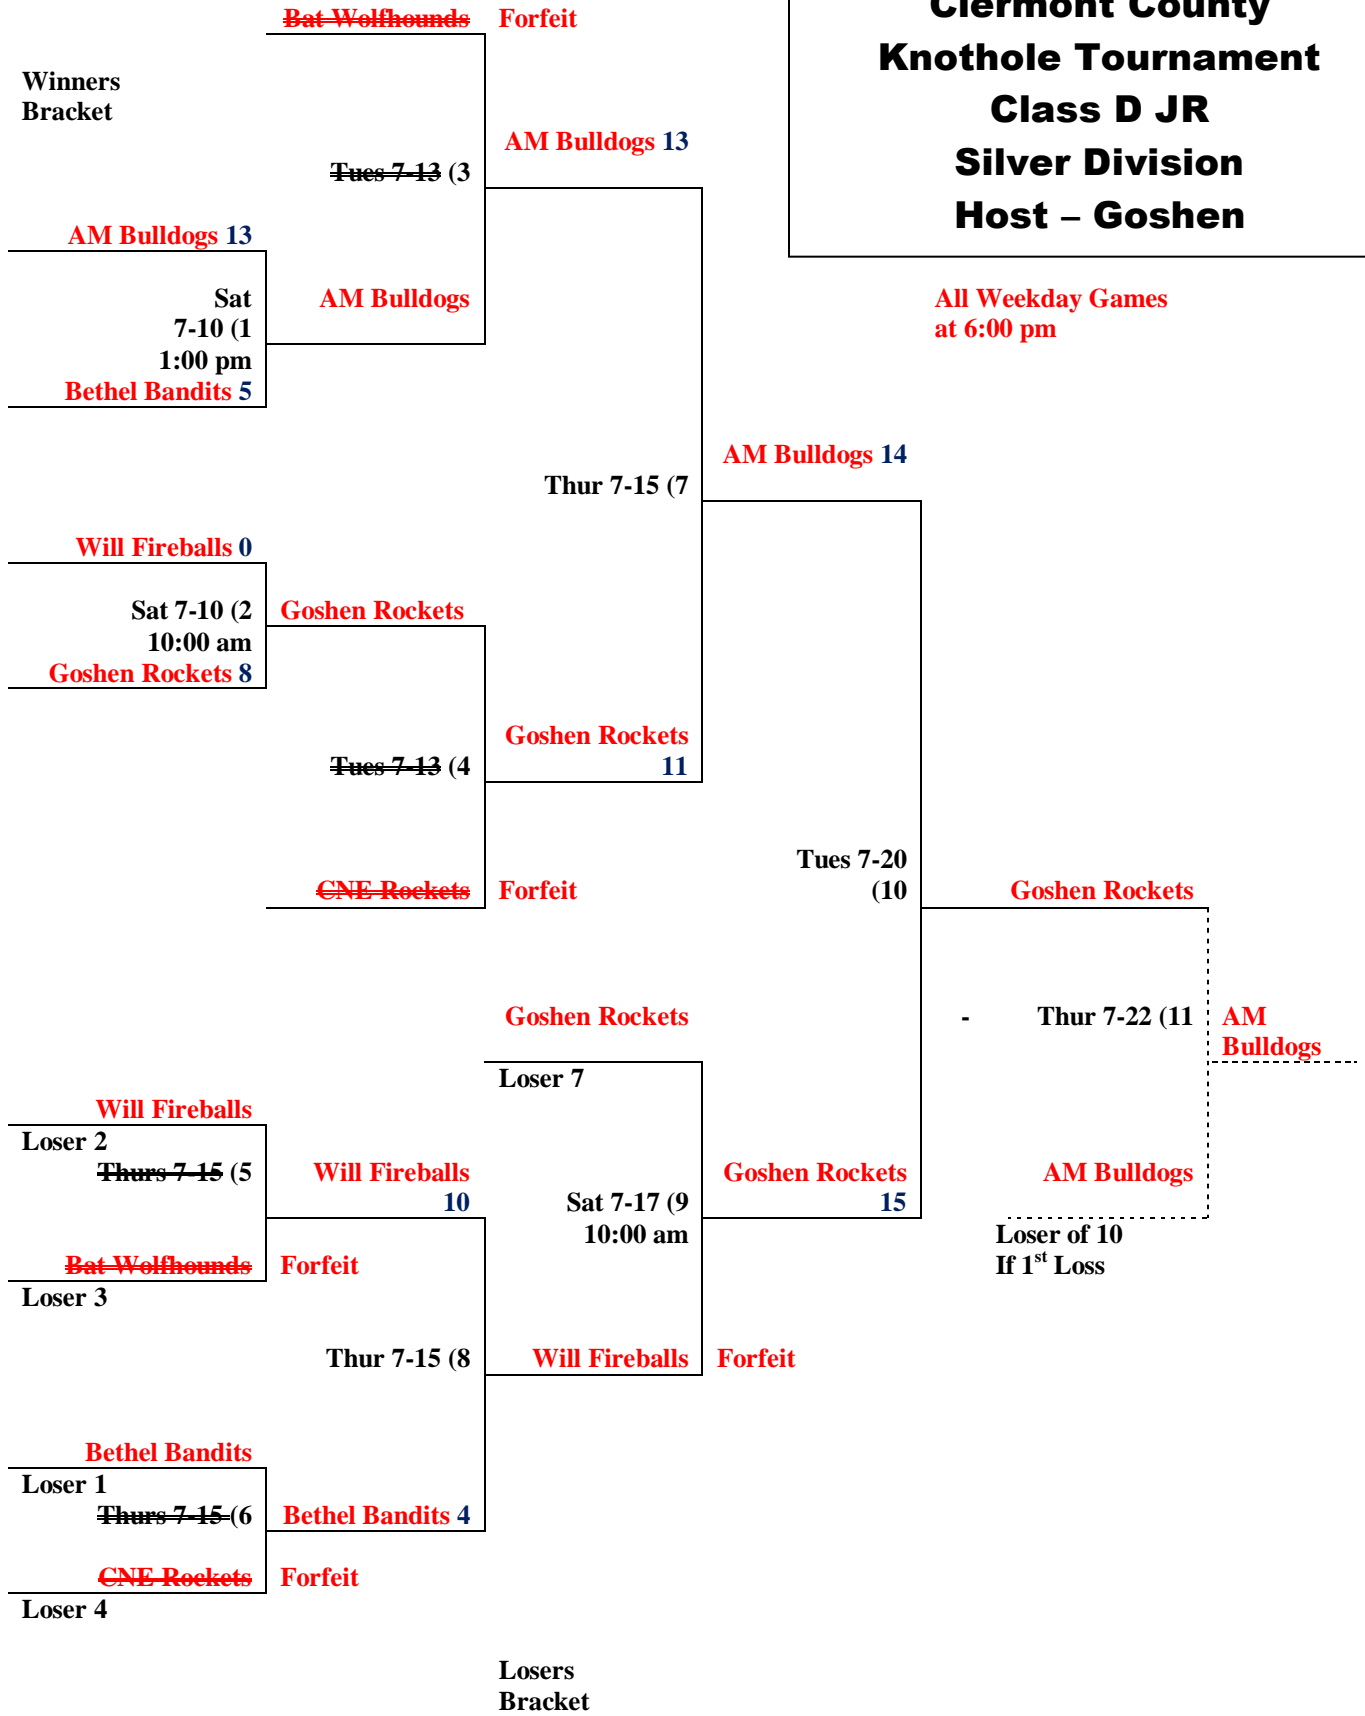 Clermont County
Knothole Tournament
Class D JR
Silver Division
Host – Goshen
All Weekday Games
at 6:00 pm
Winners
Bracket
Bat Wolfhounds Forfeit
Tues 7-13 (3
AM Bulldogs 13
AM Bulldogs 13
Sat
7-10 (1
1:00 pm
Bethel Bandits 5
AM Bulldogs
AM Bulldogs 14
Thur 7-15 (7
Will Fireballs 0
Sat 7-10 (2
10:00 am
Goshen Rockets 8
Goshen Rockets
Goshen Rockets
11
Tues 7-13 (4
CNE Rockets Forfeit
Tues 7-20
(10
Goshen Rockets
Goshen Rockets
Loser 7
- Thur 7-22 (11
AM
Bulldogs
Will Fireballs
Loser 2
Thurs 7-15 (5
Will Fireballs
10
Bat Wolfhounds Forfeit
Loser 3
Sat 7-17 (9
10:00 am
Goshen Rockets
15
AM Bulldogs
Loser of 10
If 1st Loss
Thur 7-15 (8
Will Fireballs Forfeit
Bethel Bandits
Loser 1
Thurs 7-15 (6
Bethel Bandits 4
CNE Rockets Forfeit
Loser 4
Losers
Bracket